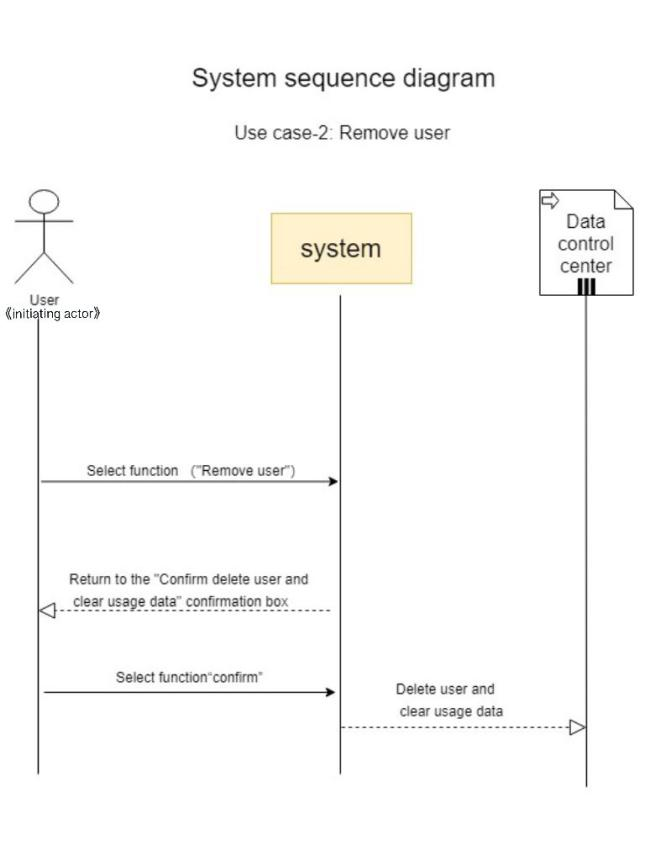 System sequence diagram
Use case-2: Remove user
User
《initiating actor》
system
Data
control
center
Select function ("Remove user")
Return to the "Confirm delete user and
clear usage data" confirmation box
Select function“confirm”
Delete user and
clear usage data